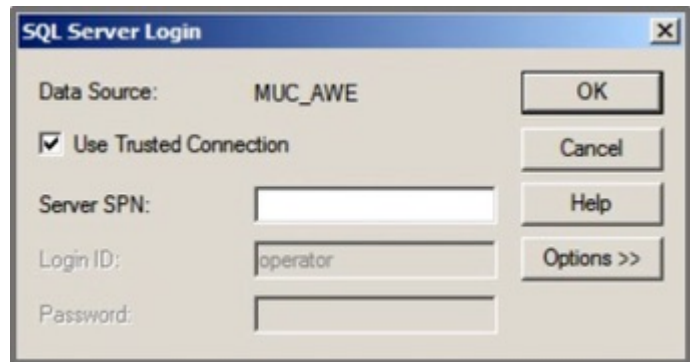 SQL Server Login
Data Source: MUC_AWE OK
Use Trusted Connection Cancel
Server SPN: Help
Login ID: operator Options >>
Password: